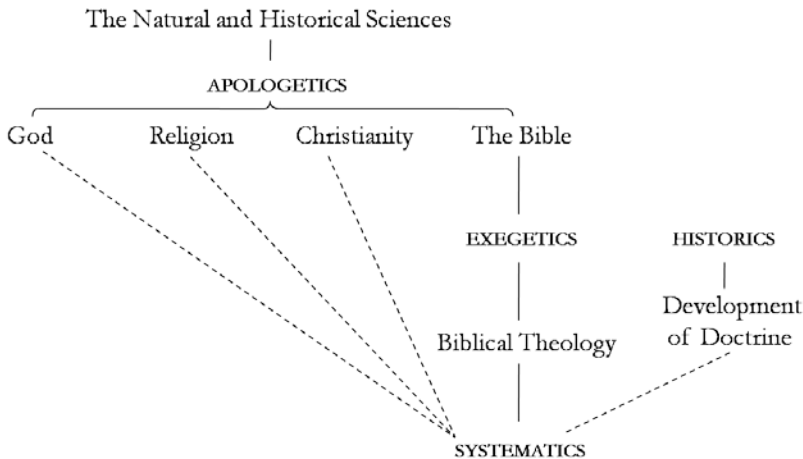 The Natural and Historical Sciences
APOLOGETICS
God Religion Christianity The Bible
EXEGETICS HISTORICS
Development
of Doctrine
Biblical Theology
SYSTEMATICS